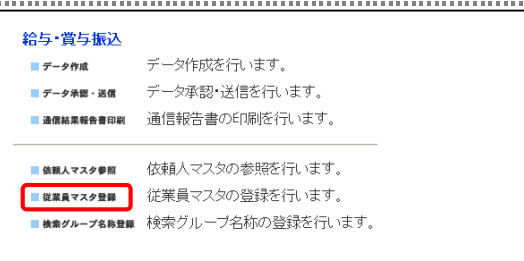 給与・賞与振込
データ作成 データ作成を行います。
データ承認・送信 データ承認・送信を行います。
通信結果報告書印刷 通信報告書の印刷を行います。
依頼人マスタ参照 依頼人マスタの参照を行います。
従業員マスタ登録 従業員マスタの登録を行います。
検索グループ名称登録 検索グループ名称の登録を行います。